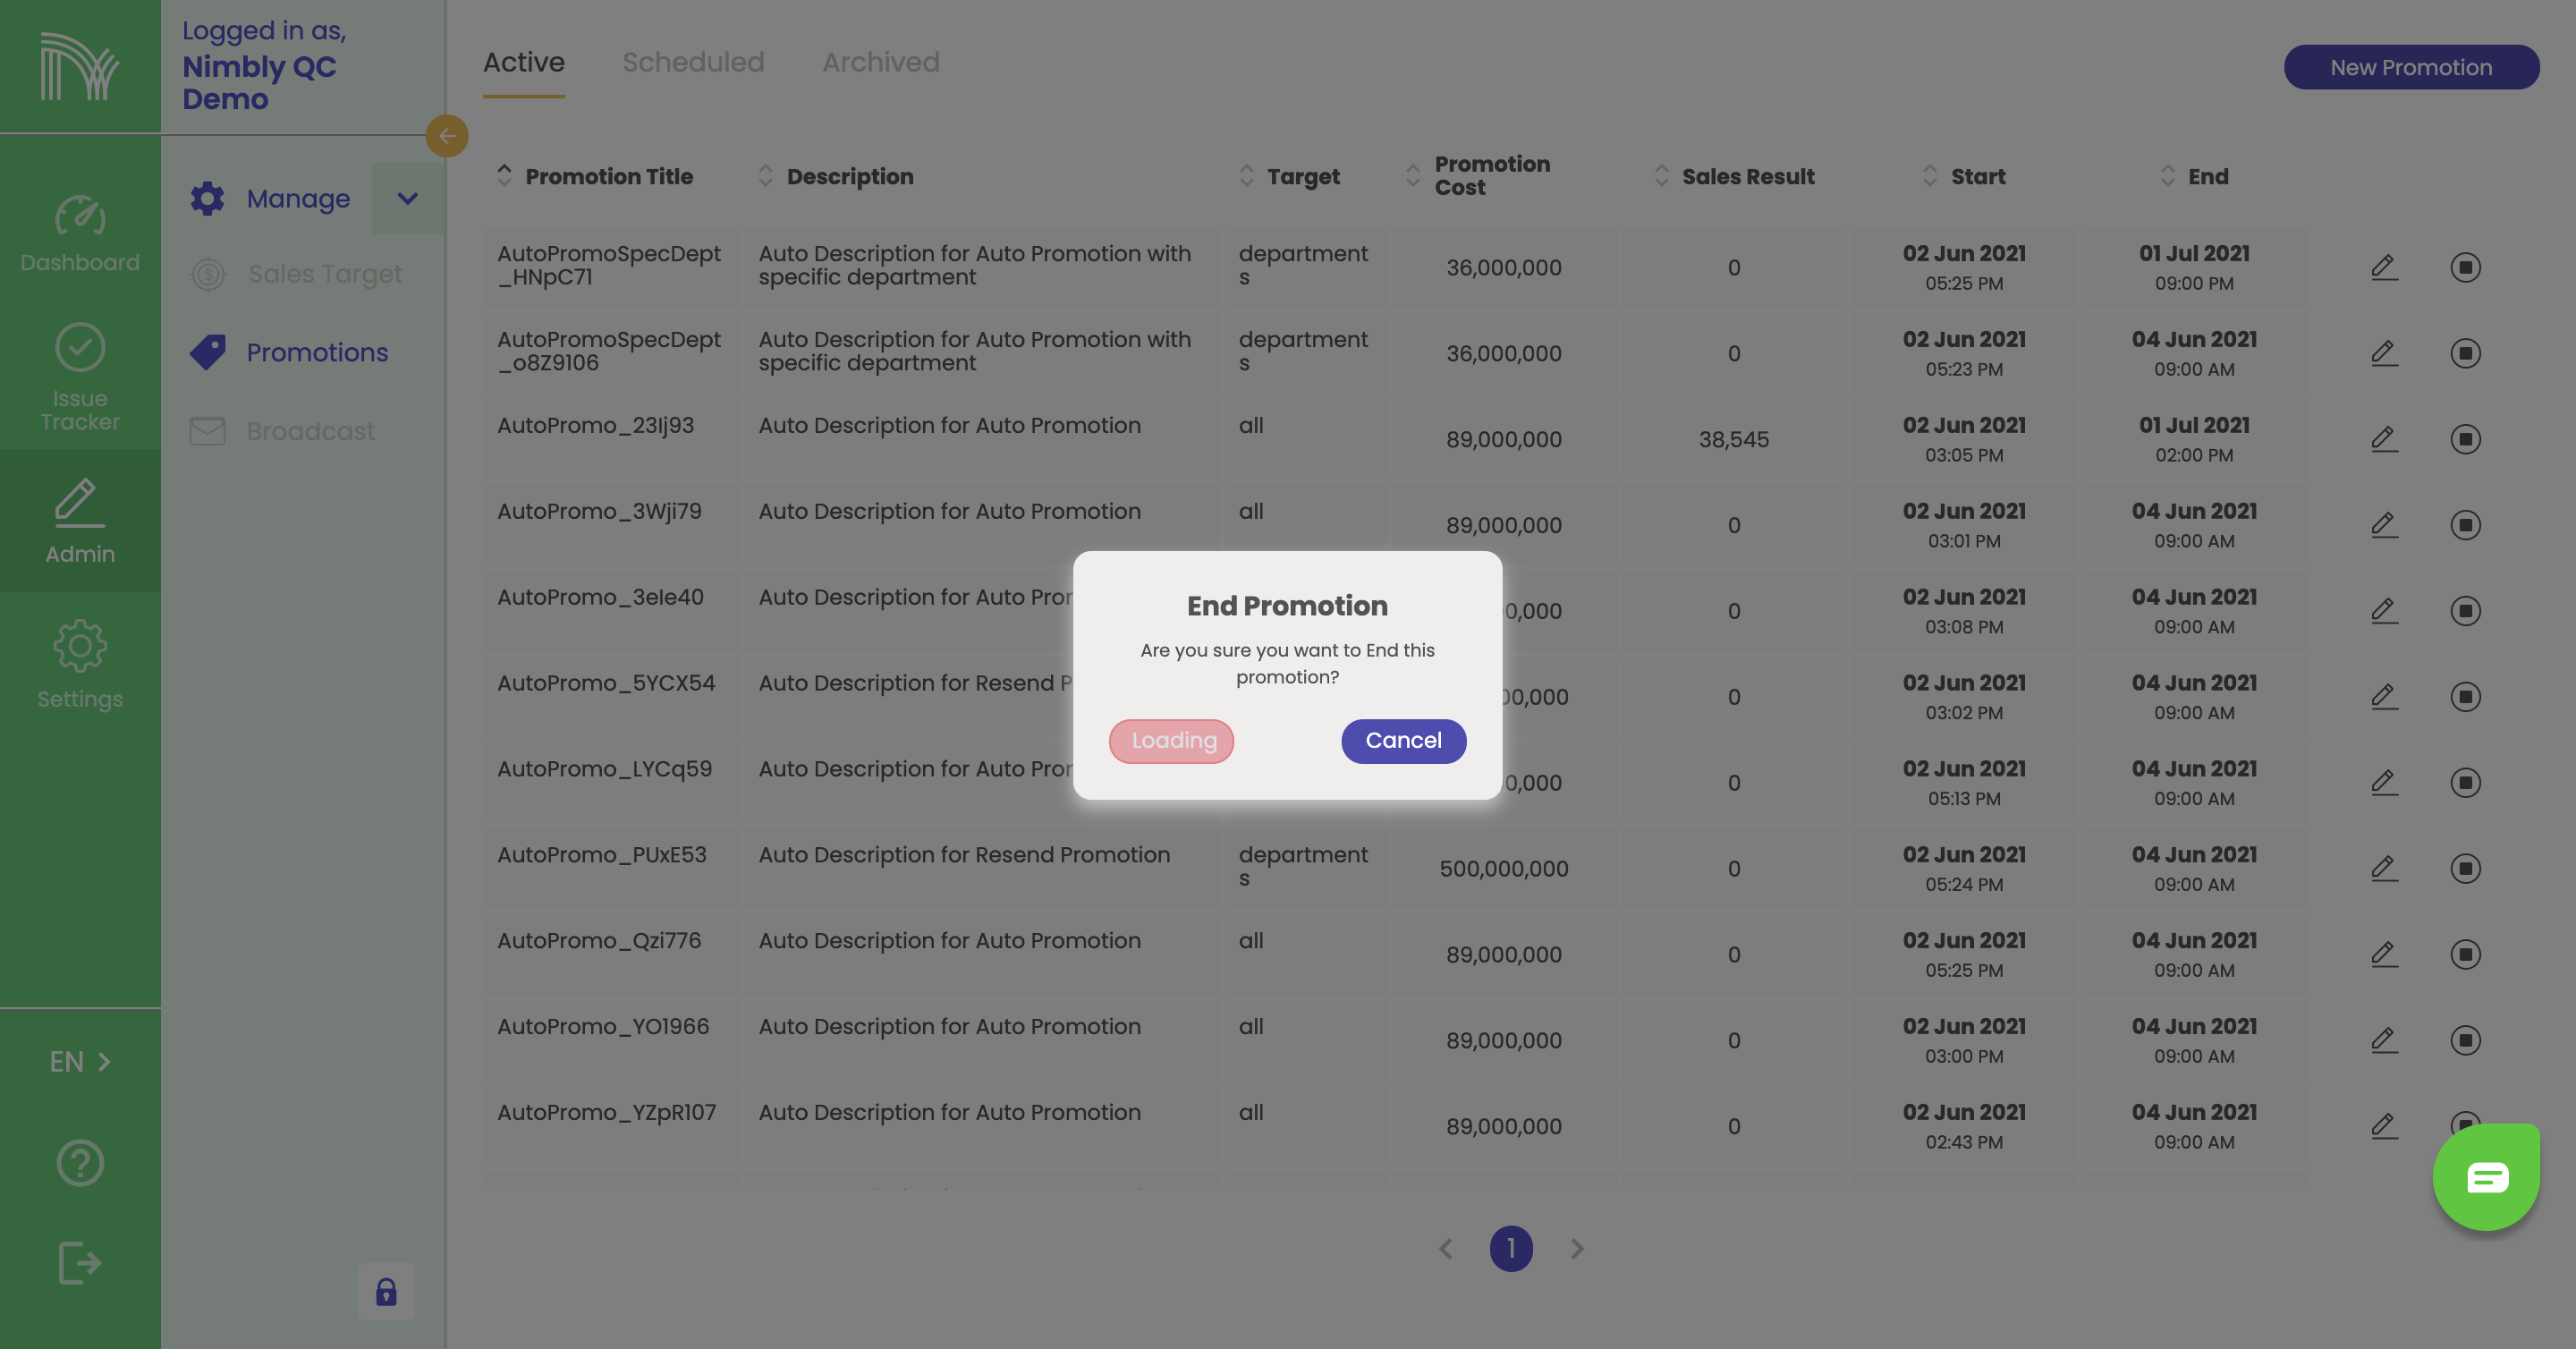 Logged in as,
Nimbly QC
Demo
Dashboard
Issue
Tracker
Admin
Settings
EN
Manage
Sales Target
Promotions
Broadcast
Active Scheduled Archived
New Promotion
Promotion Title Description Target Promotion Cost Sales Result Start End
AutoPromoSpecDept Auto Description for Auto Promotion with department 36,000,000 0 02 Jun 2021 01 Jul 2021
_HNpC71 specific department s 05:25 PM 09:00 PM
AutoPromoSpecDept Auto Description for Auto Promotion with department 36,000,000 0 02 Jun 2021 04 Jun 2021
_o8Z9106 specific department s 05:23 PM 09:00 AM
AutoPromo_23Ij93 Auto Description for Auto Promotion all 89,000,000 38,545 02 Jun 2021 01 Jul 2021
03:05 PM 02:00 PM
AutoPromo_3Wji79 Auto Description for Auto Promotion all 89,000,000 0 02 Jun 2021 04 Jun 2021
03:01 PM 09:00 AM
AutoPromo_3eIe40 Auto Description for Auto 0,000 0 02 Jun 2021 04 Jun 2021
03:08 PM 09:00 AM
AutoPromo_5YCX54 Auto Description for Resend P 00,000 0 02 Jun 2021 04 Jun 2021
03:02 PM 09:00 AM
AutoPromo_LYCq59 Auto Description for Auto 0,000 0 02 Jun 2021 04 Jun 2021
05:13 PM 09:00 AM
AutoPromo_PUxE53 Auto Description for Resend Promotion department 500,000,000 0 02 Jun 2021 04 Jun 2021
s 05:24 PM 09:00 AM
AutoPromo_Qzi776 Auto Description for Auto Promotion all 89,000,000 0 02 Jun 2021 04 Jun 2021
05:25 PM 09:00 AM
AutoPromo_YO1966 Auto Description for Auto Promotion all 89,000,000 0 02 Jun 2021 04 Jun 2021
03:00 PM 09:00 AM
AutoPromo_YZpR107 Auto Description for Auto Promotion all 89,000,000 0 02 Jun 2021 04 Jun 2021
02:43 PM 09:00 AM
End Promotion
Are you sure you want to End this
promotion?
Loading Cancel
1